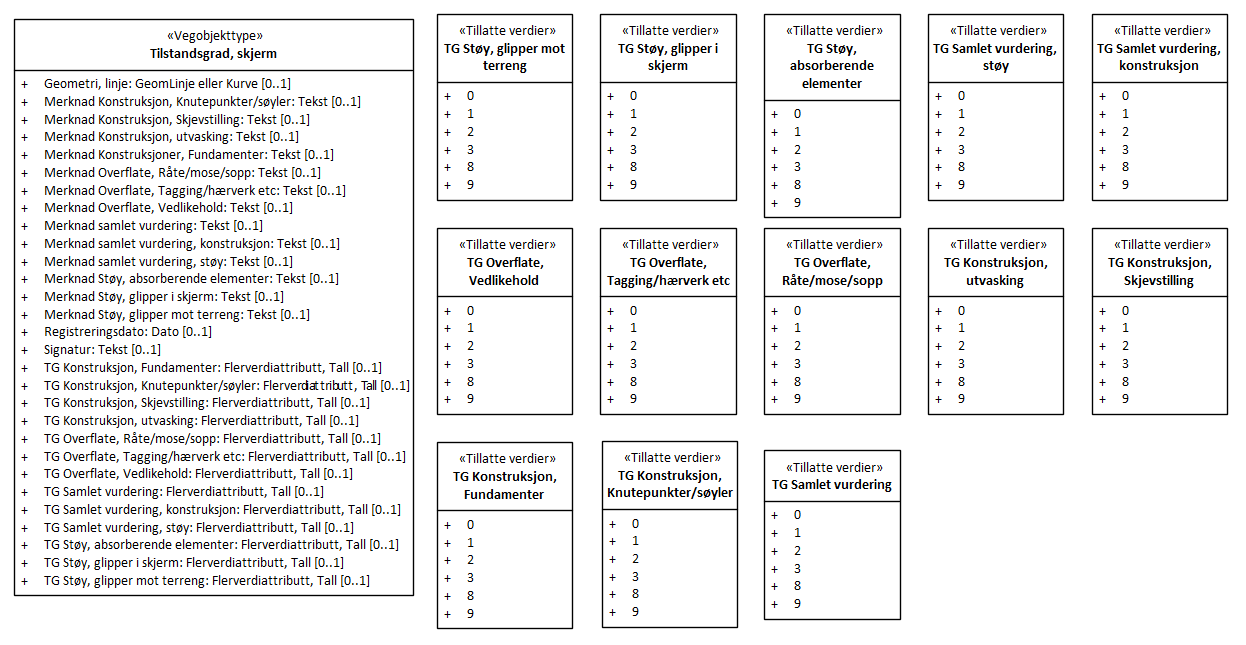 «Vegobjekttype»
Tilstandsgrad, skjerm
+ Geometri, linje: GeomLinje eller Kurve [0..1]
+ Merknad Konstruksjon, Knutepunkter/søyler: Tekst [0..1]
+ Merknad Konstruksjon, Skjevstilling: Tekst [0..1]
+ Merknad Konstruksjon, utvasking: Tekst [0..1]
+ Merknad Konstruksjoner, Fundamenter: Tekst [0..1]
+ Merknad Overflate, Råte/mose/sopp: Tekst [0..1]
+ Merknad Overflate, Tagging/hærverk etc: Tekst [0..1]
+ Merknad Overflate, Vedlikehold: Tekst [0..1]
+ Merknad samlet vurdering: Tekst [0..1]
+ Merknad samlet vurdering, konstruksjon: Tekst [0..1]
+ Merknad samlet vurdering, støy: Tekst [0..1]
+ Merknad Støy, absorberende elementer: Tekst [0..1]
+ Merknad Støy, glipper i skjerm: Tekst [0..1]
+ Merknad Støy, glipper mot terreng: Tekst [0..1]
+ Registreringsdato: Dato [0..1]
+ Signatur: Tekst [0..1]
+ TG Konstruksjon, Fundamenter: Flerverdiattributt, Tall [0..1]
+ TG Konstruksjon, Knutepunkter/søyler: Flerverdiattributt, Tall [0..1]
+ TG Konstruksjon, Skjevstilling: Flerverdiattributt, Tall [0..1]
+ TG Konstruksjon, utvasking: Flerverdiattributt, Tall [0..1]
+ TG Overflate, Råte/mose/sopp: Flerverdiattributt, Tall [0..1]
+ TG Overflate, Tagging/hærverk etc: Flerverdiattributt, Tall [0..1]
+ TG Overflate, Vedlikehold: Flerverdiattributt, Tall [0..1]
+ TG Samlet vurdering: Flerverdiattributt, Tall [0..1]
+ TG Samlet vurdering, konstruksjon: Flerverdiattributt, Tall [0..1]
+ TG Samlet vurdering, støy: Flerverdiattributt, Tall [0..1]
+ TG Støy, absorberende elementer: Flerverdiattributt, Tall [0..1]
+ TG Støy, glipper i skjerm: Flerverdiattributt, Tall [0..1]
+ TG Støy, glipper mot terreng: Flerverdiattributt, Tall [0..1]
«Tillatte verdier»
TG Støy, glipper mot
terreng
+ 0
+ 1
+ 2
+ 3
+ 8
+ 9
«Tillatte verdier»
TG Støy, glipper i
skjerm
+ 0
+ 1
+ 2
+ 3
+ 8
+ 9
«Tillatte verdier»
TG Støy,
absorberende
elementer
+ 0
+ 1
+ 2
+ 3
+ 8
+ 9
«Tillatte verdier»
TG Samlet vurdering,
støy
+ 0
+ 1
+ 2
+ 3
+ 8
+ 9
«Tillatte verdier»
TG Samlet vurdering,
konstruksjon
+ 0
+ 1
+ 2
+ 3
+ 8
+ 9
«Tillatte verdier»
TG Overflate,
Vedlikehold
+ 0
+ 1
+ 2
+ 3
+ 8
+ 9
«Tillatte verdier»
TG Overflate,
Tagging/hærverk etc
+ 0
+ 1
+ 2
+ 3
+ 8
+ 9
«Tillatte verdier»
TG Overflate,
Råte/mose/sopp
+ 0
+ 1
+ 2
+ 3
+ 8
+ 9
«Tillatte verdier»
TG Konstruksjon,
utvasking
+ 0
+ 1
+ 2
+ 3
+ 8
+ 9
«Tillatte verdier»
TG Konstruksjon,
Skjevstilling
+ 0
+ 1
+ 2
+ 3
+ 8
+ 9
«Tillatte verdier»
TG Konstruksjon,
Fundamenter
+ 0
+ 1
+ 2
+ 3
+ 8
+ 9
«Tillatte verdier»
TG Konstruksjon,
Knutepunkter/søyler
+ 0
+ 1
+ 2
+ 3
+ 8
+ 9
«Tillatte verdier»
TG Samlet vurdering
+ 0
+ 1
+ 2
+ 3
+ 8
+ 9